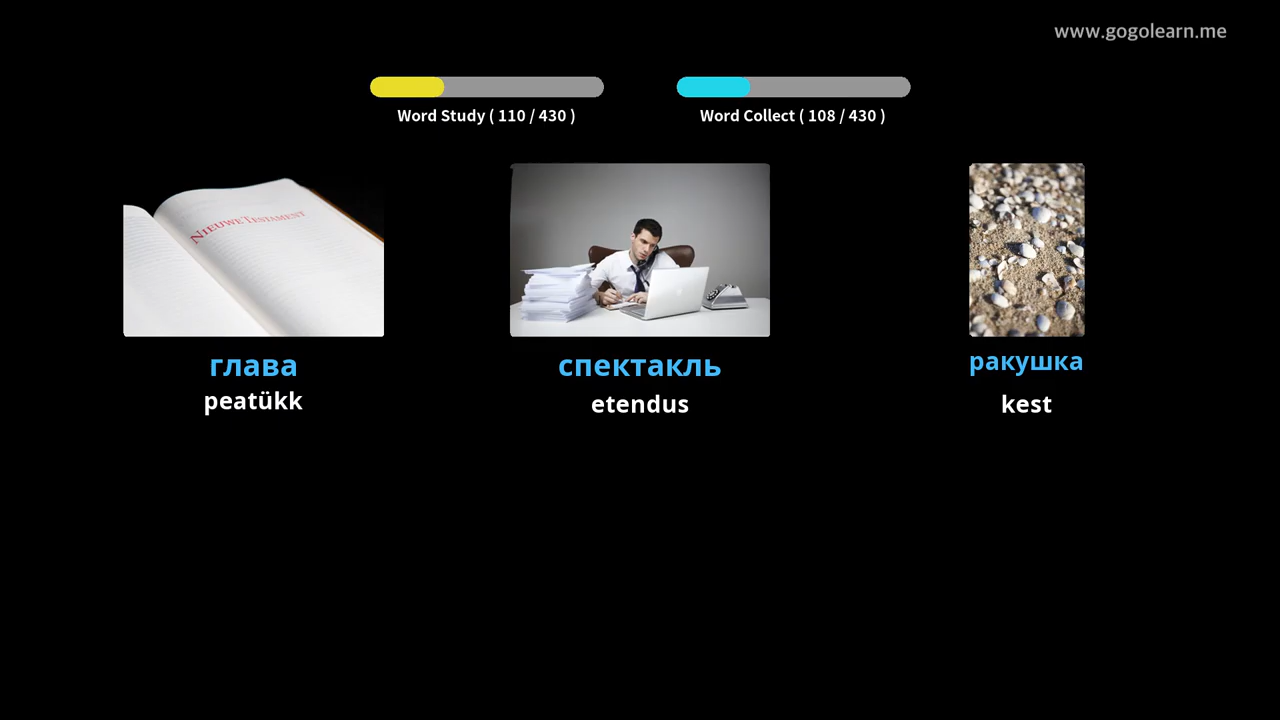 www.gogolearn.me
Word Study ( 110 / 430 )
Word Collect ( 108 / 430 )
NIEUWE TESTAMENT
глава
peatükk
спектакль
etendus
ракушка
kest